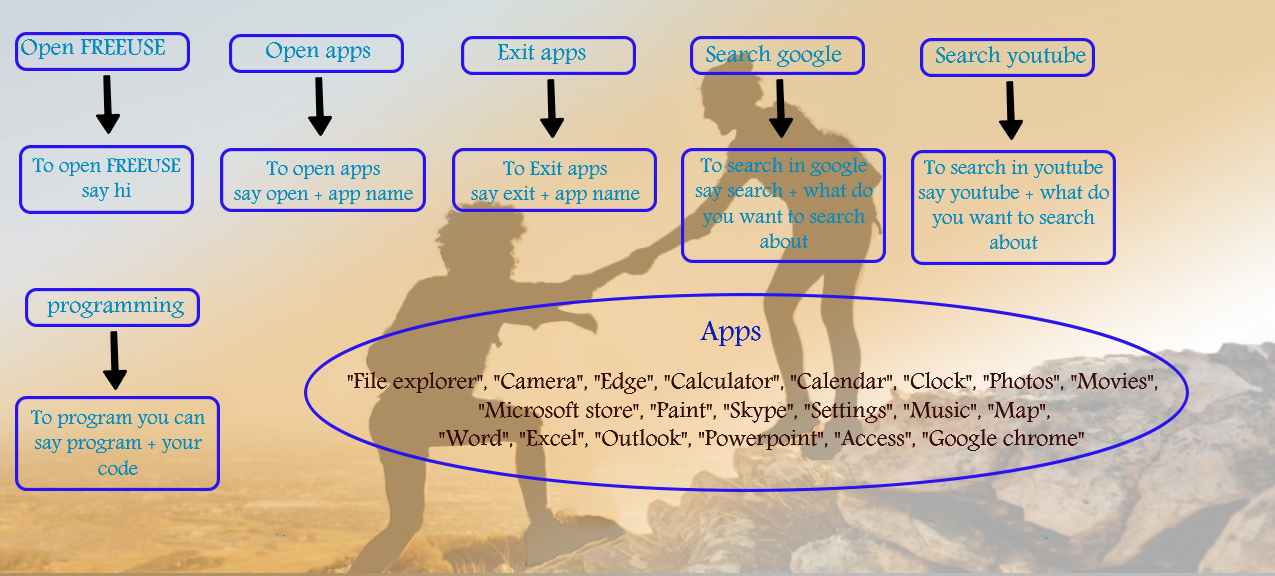 Open FREEUSE
Open apps
Exit apps
Search google
Search youtube
To open FREEUSE
say hi
To open apps
say open + app name
To Exit apps
say exit + app name
To search in google
say search + what do
you want to search
about
To search in youtube
say youtube + what do
you want to search
about
programming
To program you can
say program + your
code
Apps
"File explorer", "Camera", "Edge", "Calculator", "Calendar", "Clock", "Photos", "Movies",
"Microsoft store", "Paint", "Skype", "Settings", "Music", "Map",
"Word", "Excel", "Outlook", "Powerpoint", "Access", "Google chrome"